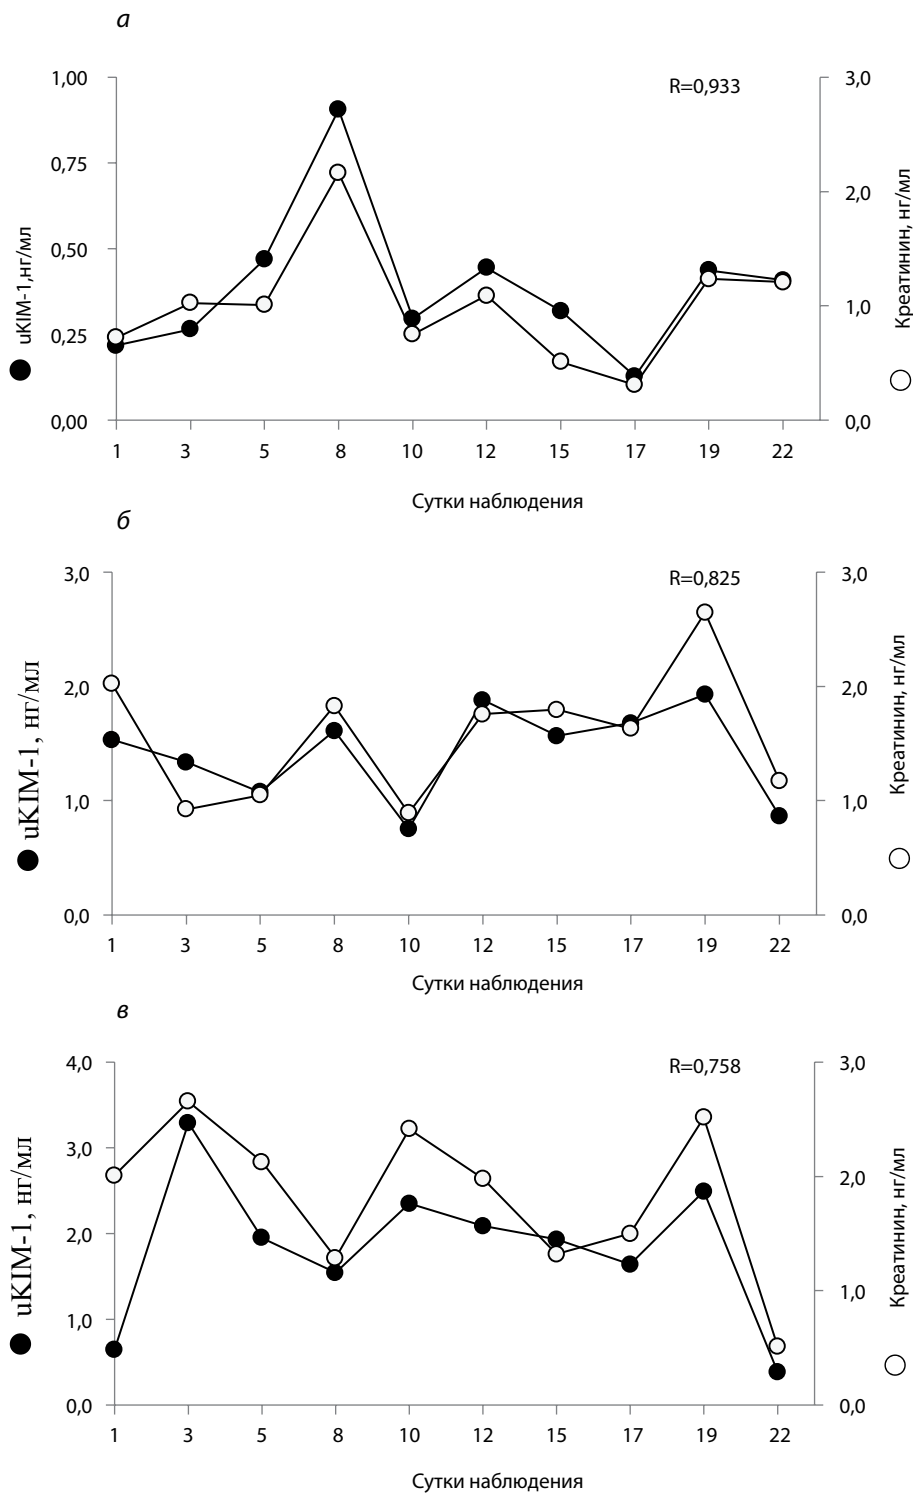 а
1,00
0,75
0,50
0,25
0,00
uKIM-1,нг/мл
R=0,933
3,0
2,0
1,0
0,0
Креатинин, нг/мл
1 3 5 8 10 12 15 17 19 22
Сутки наблюдения
б
3,0
2,0
1,0
0,0
uKIM-1, нг/мл
R=0,825
3,0
2,0
1,0
0,0
Креатинин, нг/мл
1 3 5 8 10 12 15 17 19 22
Сутки наблюдения
в
4,0
3,0
2,0
1,0
0,0
uKIM-1, нг/мл
R=0,758
3,0
2,0
1,0
0,0
Креатинин, нг/мл
1 3 5 8 10 12 15 17 19 22
Сутки наблюдения